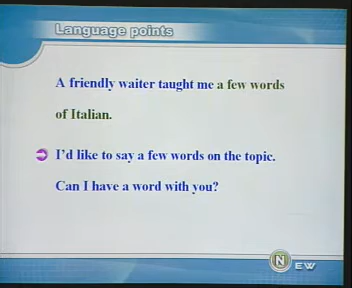 Language points
A friendly waiter taught me a few words
of Italian.
I'd like to say a few words on the topic.
Can I have a word with you?
N EW